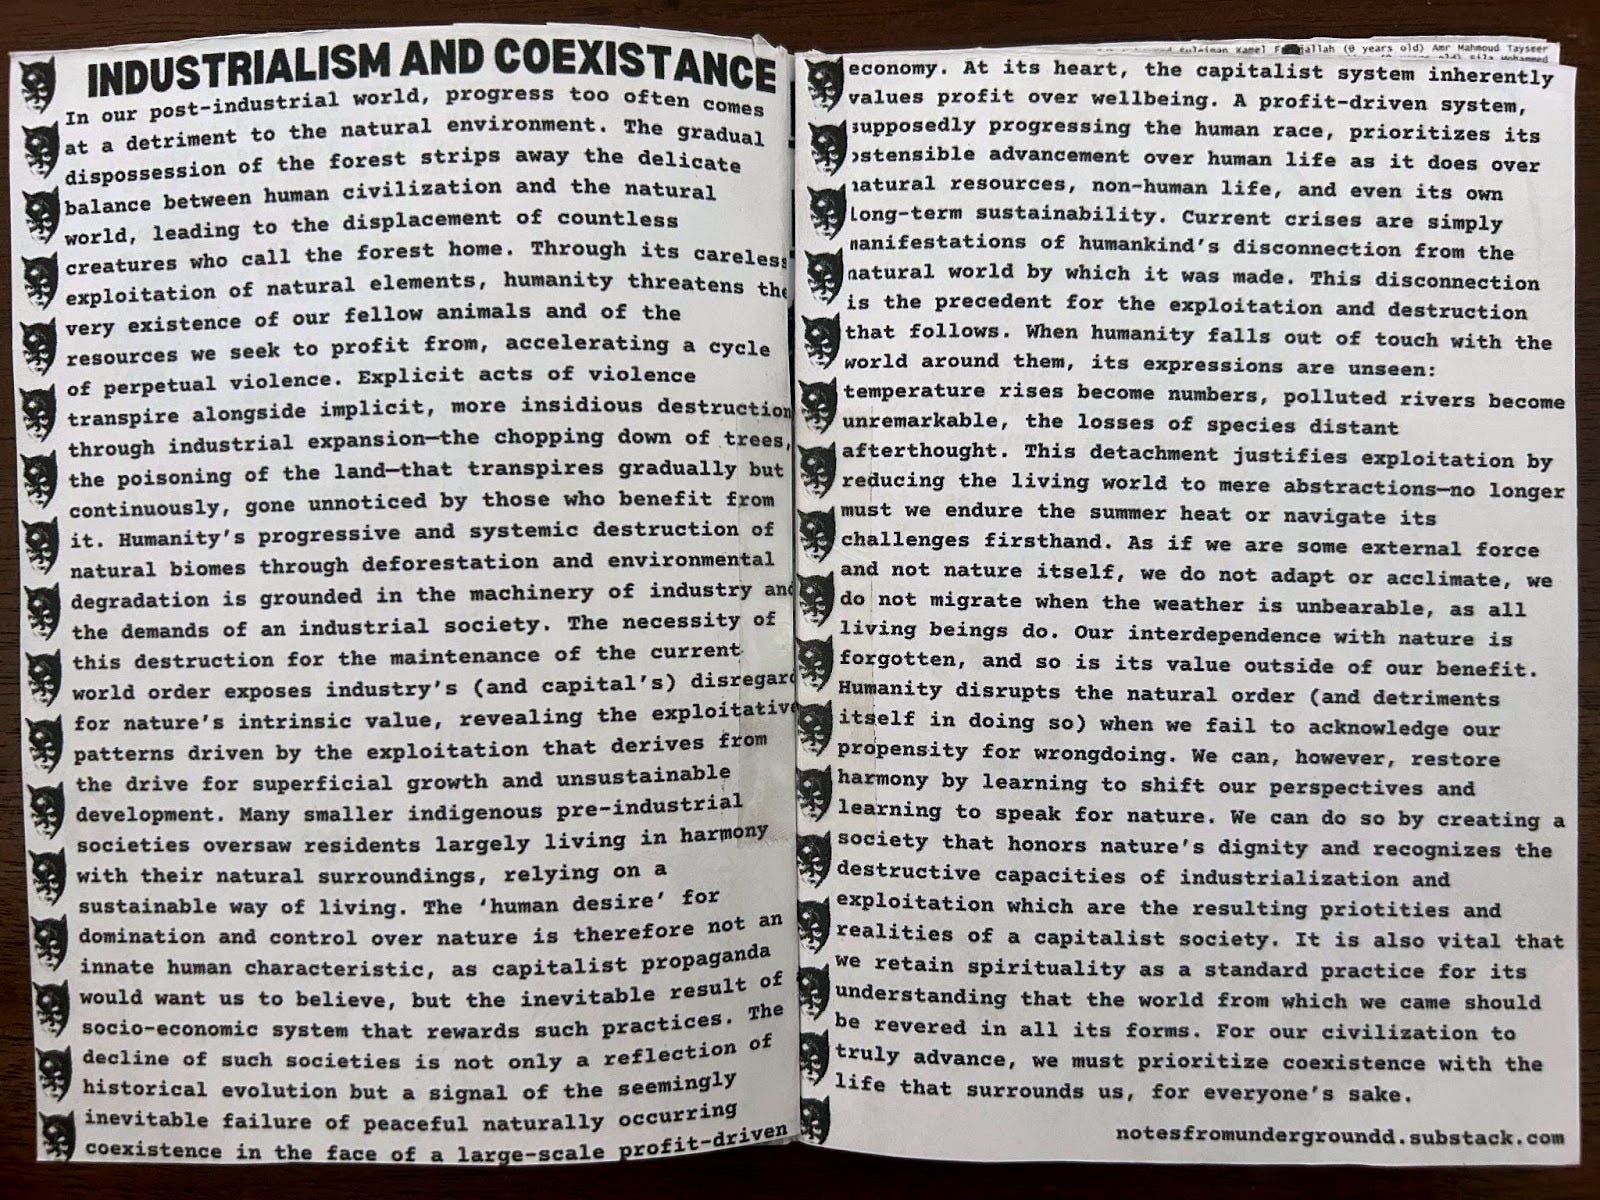 INDUSTRIALISM AND COEXISTANCE
In our post-industrial world, progress too often comes
at a detriment to the natural environment. The gradual
dispossession of the forest strips away the delicate
balance between human civilization and the natural
world, leading to the displacement of countless
creatures who call the forest home. Through its careless
exploitation of natural elements, humanity threatens the
very existence of our fellow animals and of the
resources we seek to profit from, accelerating a cycle
of perpetual violence. Explicit acts of violence
transpire alongside implicit, more insidious destruction
through industrial expansion—the chopping down of trees,
the poisoning of the land—that transpires gradually but
continuously, gone unnoticed by those who benefit from
it. Humanity's progressive and systemic destruction of
natural biomes through deforestation and environmental
degradation is grounded in the machinery of industry and
the demands of an industrial society. The necessity of
this destruction for the maintenance of the current
world order exposes industry's (and capital's) disregard
for nature's intrinsic value, revealing the exploitative
patterns driven by the exploitation that derives from
the drive for superficial growth and unsustainable
development. Many smaller indigenous pre-industrial
societies oversaw residents largely living in harmony
with their natural surroundings, relying on a
sustainable way of living. The 'human desire' for
domination and control over nature is therefore not an
innate human characteristic, as capitalist propaganda
would want us to believe, but the inevitable result of
socio-economic system that rewards such practices. The
decline of such societies is not only a reflection of
historical evolution but a signal of the seemingly
inevitable failure of peaceful naturally occurring
coexistence in the face of a large-scale profit-driven
Suleiman Kamel jallah (0 years old) Amr Mahmoud Tayseer
economy. At its heart, the capitalist system inherently
values profit over wellbeing. A profit-driven system,
supposedly progressing the human race, prioritizes its
ostensible advancement over human life as it does over
natural resources, non-human life, and even its own
long-term sustainability. Current crises are simply
manifestations of humankind's disconnection from the
natural world by which it was made. This disconnection
is the precedent for the exploitation and destruction
that follows. When humanity falls out of touch with the
world around them, its expressions are unseen:
temperature rises become numbers, polluted rivers become
unremarkable, the losses of species distant
afterthought. This detachment justifies exploitation by
reducing the living world to mere abstractions—no longer
must we endure the summer heat or navigate its
challenges firsthand. As if we are some external force
and not nature itself, we do not adapt or acclimate, we
do not migrate when the weather is unbearable, as all
living beings do. Our interdependence with nature is
forgotten, and so is its value outside of our benefit.
Humanity disrupts the natural order (and detriments
itself in doing so) when we fail to acknowledge our
propensity for wrongdoing. We can, however, restore
harmony by learning to shift our perspectives and
learning to speak for nature. We can do so by creating a
society that honors nature's dignity and recognizes the
destructive capacities of industrialization and
exploitation which are the resulting priotities and
realities of a capitalist society. It is also vital that
we retain spirituality as a standard practice for its
understanding that the world from which we came should
be revered in all its forms. For our civilization to
truly advance, we must prioritize coexistence with the
life that surrounds us, for everyone's sake.
notesfromundergroundd.substack.com